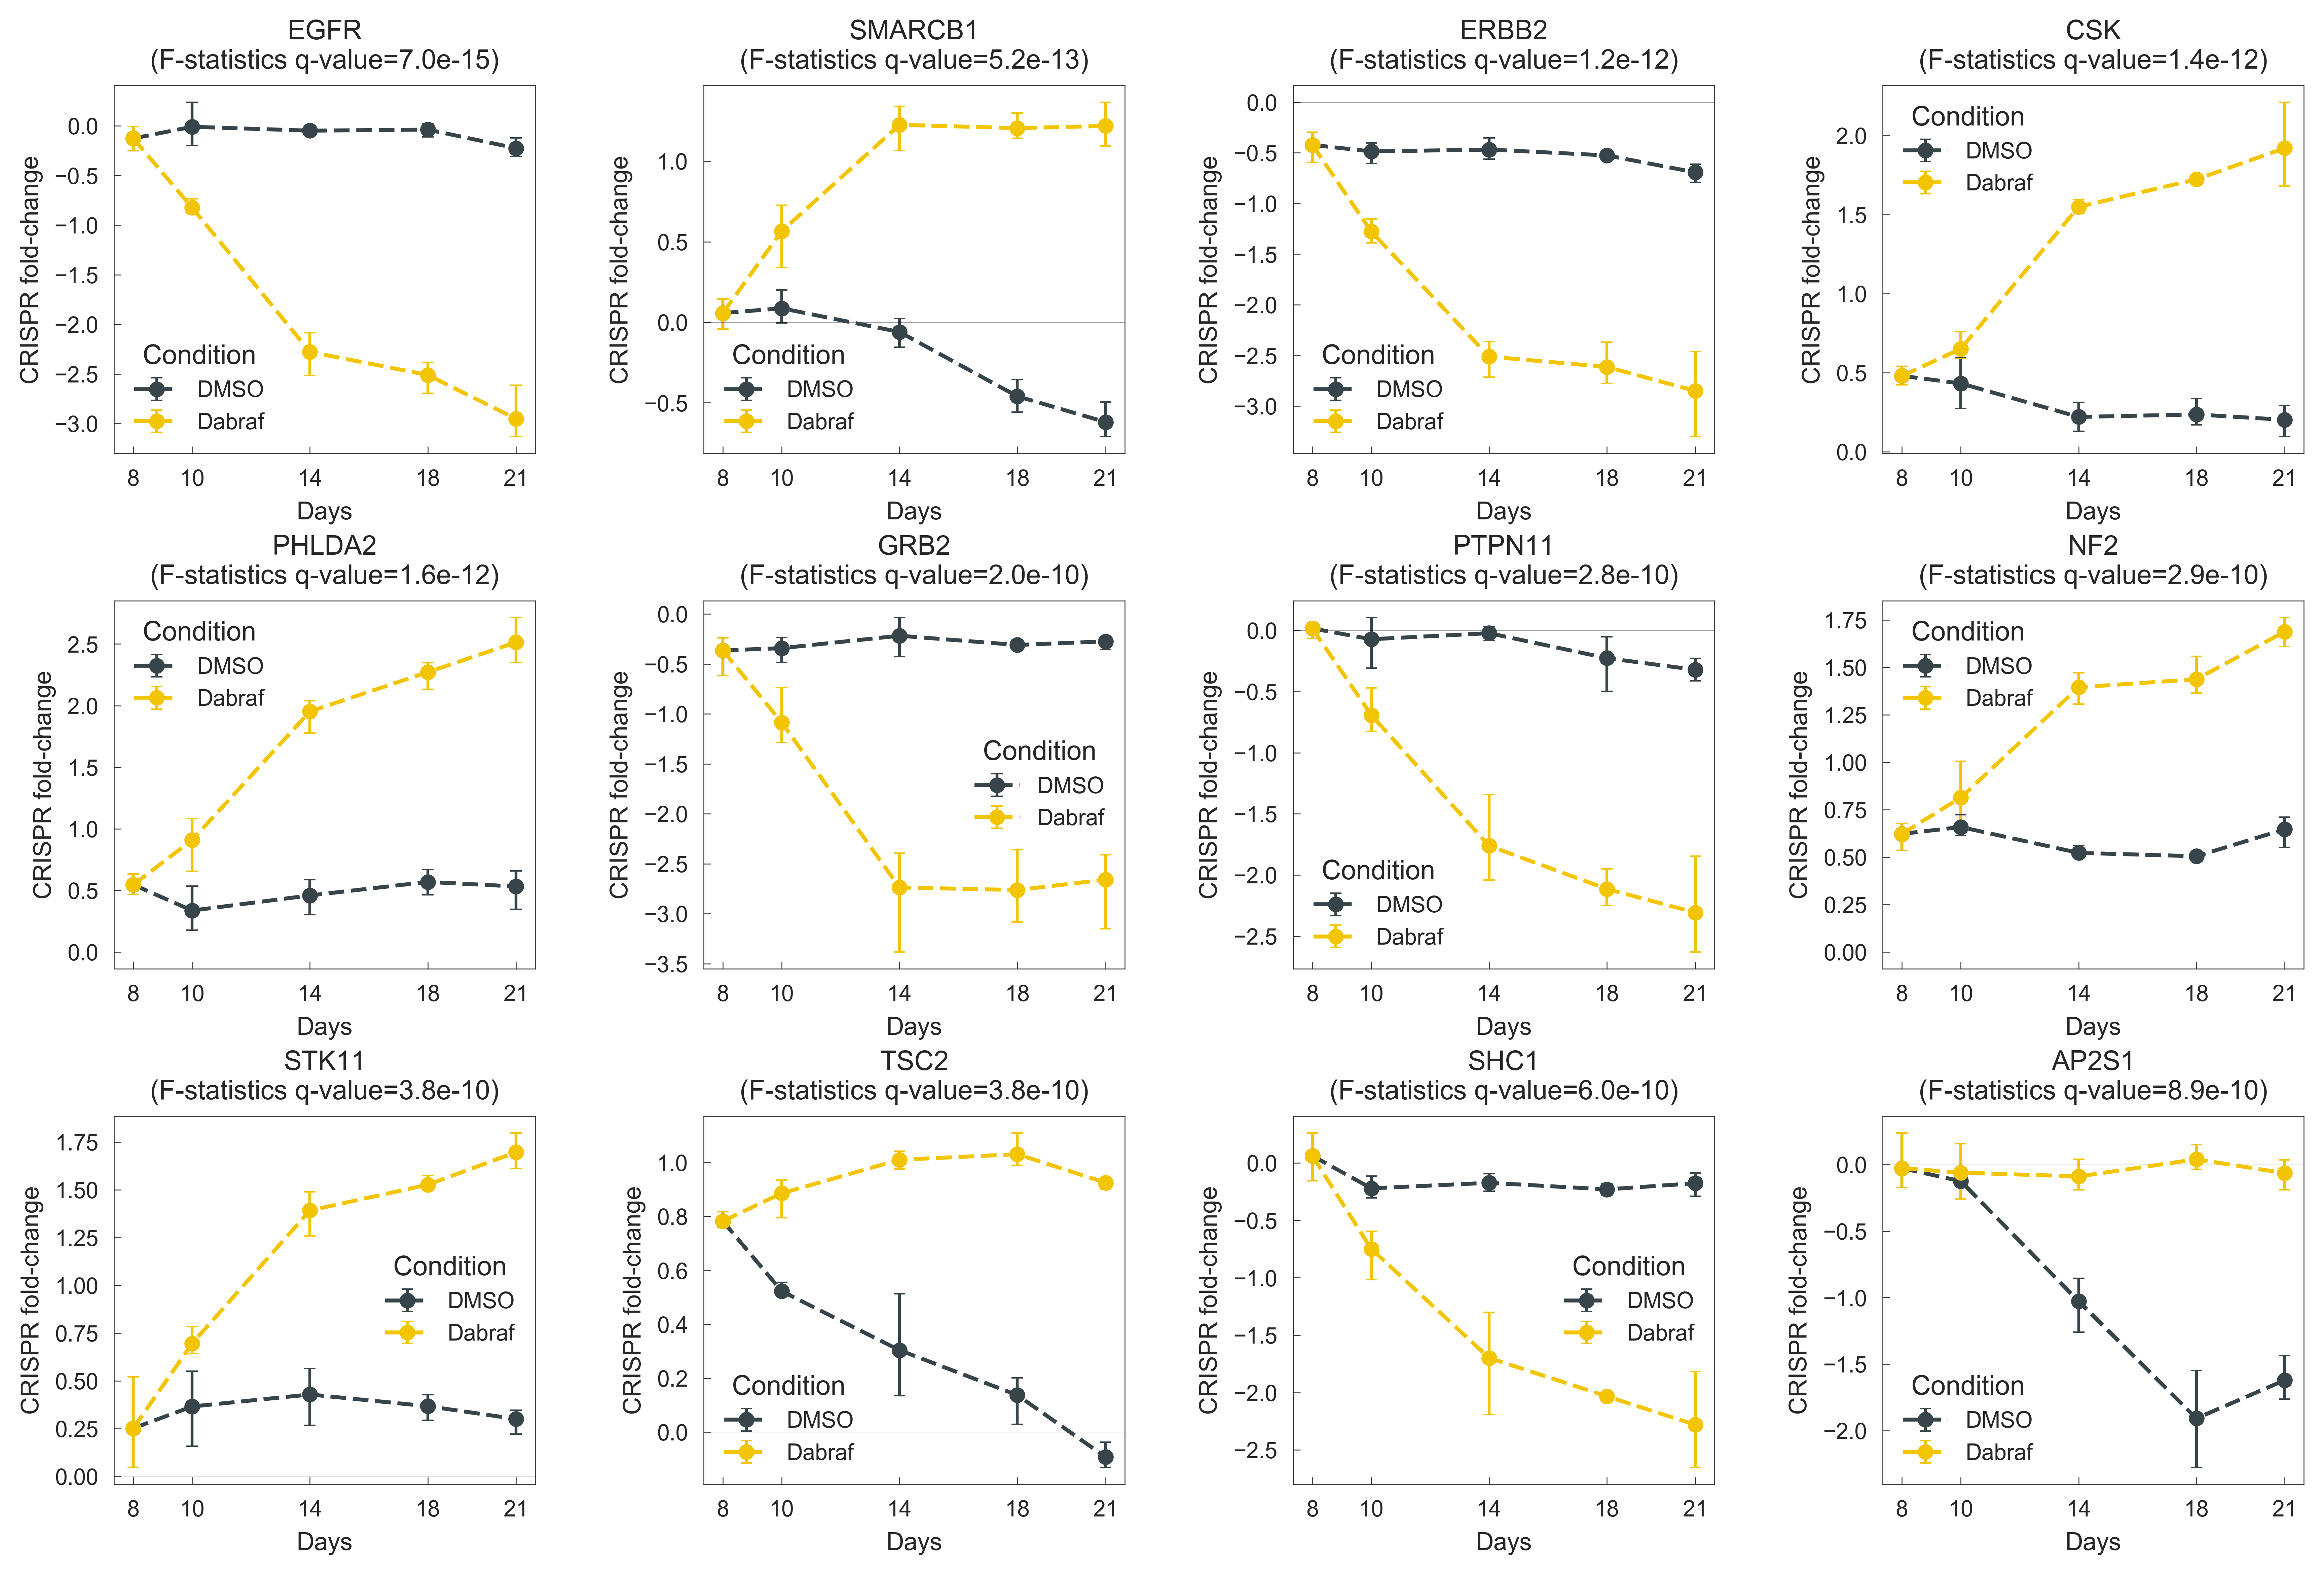 EGFR
(F-statistics q-value=7.0e-15)
CRISPR fold-change
0.0
−0.5
−1.0
−1.5
−2.0
−2.5
−3.0
Condition
DMSO
Dabraf
8 10 14 18 21
Days
SMARCB1
(F-statistics q-value=5.2e-13)
CRISPR fold-change
1.0
0.5
0.0
−0.5
Condition
DMSO
Dabraf
8 10 14 18 21
Days
ERBB2
(F-statistics q-value=1.2e-12)
CRISPR fold-change
0.0
−0.5
−1.0
−1.5
−2.0
−2.5
−3.0
Condition
DMSO
Dabraf
8 10 14 18 21
Days
CSK
(F-statistics q-value=1.4e-12)
CRISPR fold-change
2.0
1.5
1.0
0.5
0.0
Condition
DMSO
Dabraf
8 10 14 18 21
Days
PHLDA2
(F-statistics q-value=1.6e-12)
CRISPR fold-change
2.5
2.0
1.5
1.0
0.5
0.0
Condition
DMSO
Dabraf
8 10 14 18 21
Days
GRB2
(F-statistics q-value=2.0e-10)
CRISPR fold-change
0.0
−0.5
−1.0
−1.5
−2.0
−2.5
−3.0
−3.5
Condition
DMSO
Dabraf
8 10 14 18 21
Days
PTPN11
(F-statistics q-value=2.8e-10)
CRISPR fold-change
0.0
−0.5
−1.0
−1.5
−2.0
−2.5
Condition
DMSO
Dabraf
8 10 14 18 21
Days
NF2
(F-statistics q-value=2.9e-10)
CRISPR fold-change
1.75
1.50
1.25
1.00
0.75
0.50
0.25
0.00
Condition
DMSO
Dabraf
8 10 14 18 21
Days
STK11
(F-statistics q-value=3.8e-10)
CRISPR fold-change
1.75
1.50
1.25
1.00
0.75
0.50
0.25
0.00
Condition
DMSO
Dabraf
8 10 14 18 21
Days
TSC2
(F-statistics q-value=3.8e-10)
CRISPR fold-change
1.0
0.8
0.6
0.4
0.2
0.0
Condition
DMSO
Dabraf
8 10 14 18 21
Days
SHC1
(F-statistics q-value=6.0e-10)
CRISPR fold-change
0.0
−0.5
−1.0
−1.5
−2.0
−2.5
Condition
DMSO
Dabraf
8 10 14 18 21
Days
AP2S1
(F-statistics q-value=8.9e-10)
CRISPR fold-change
0.0
−0.5
−1.0
−1.5
−2.0
Condition
DMSO
Dabraf
8 10 14 18 21
Days